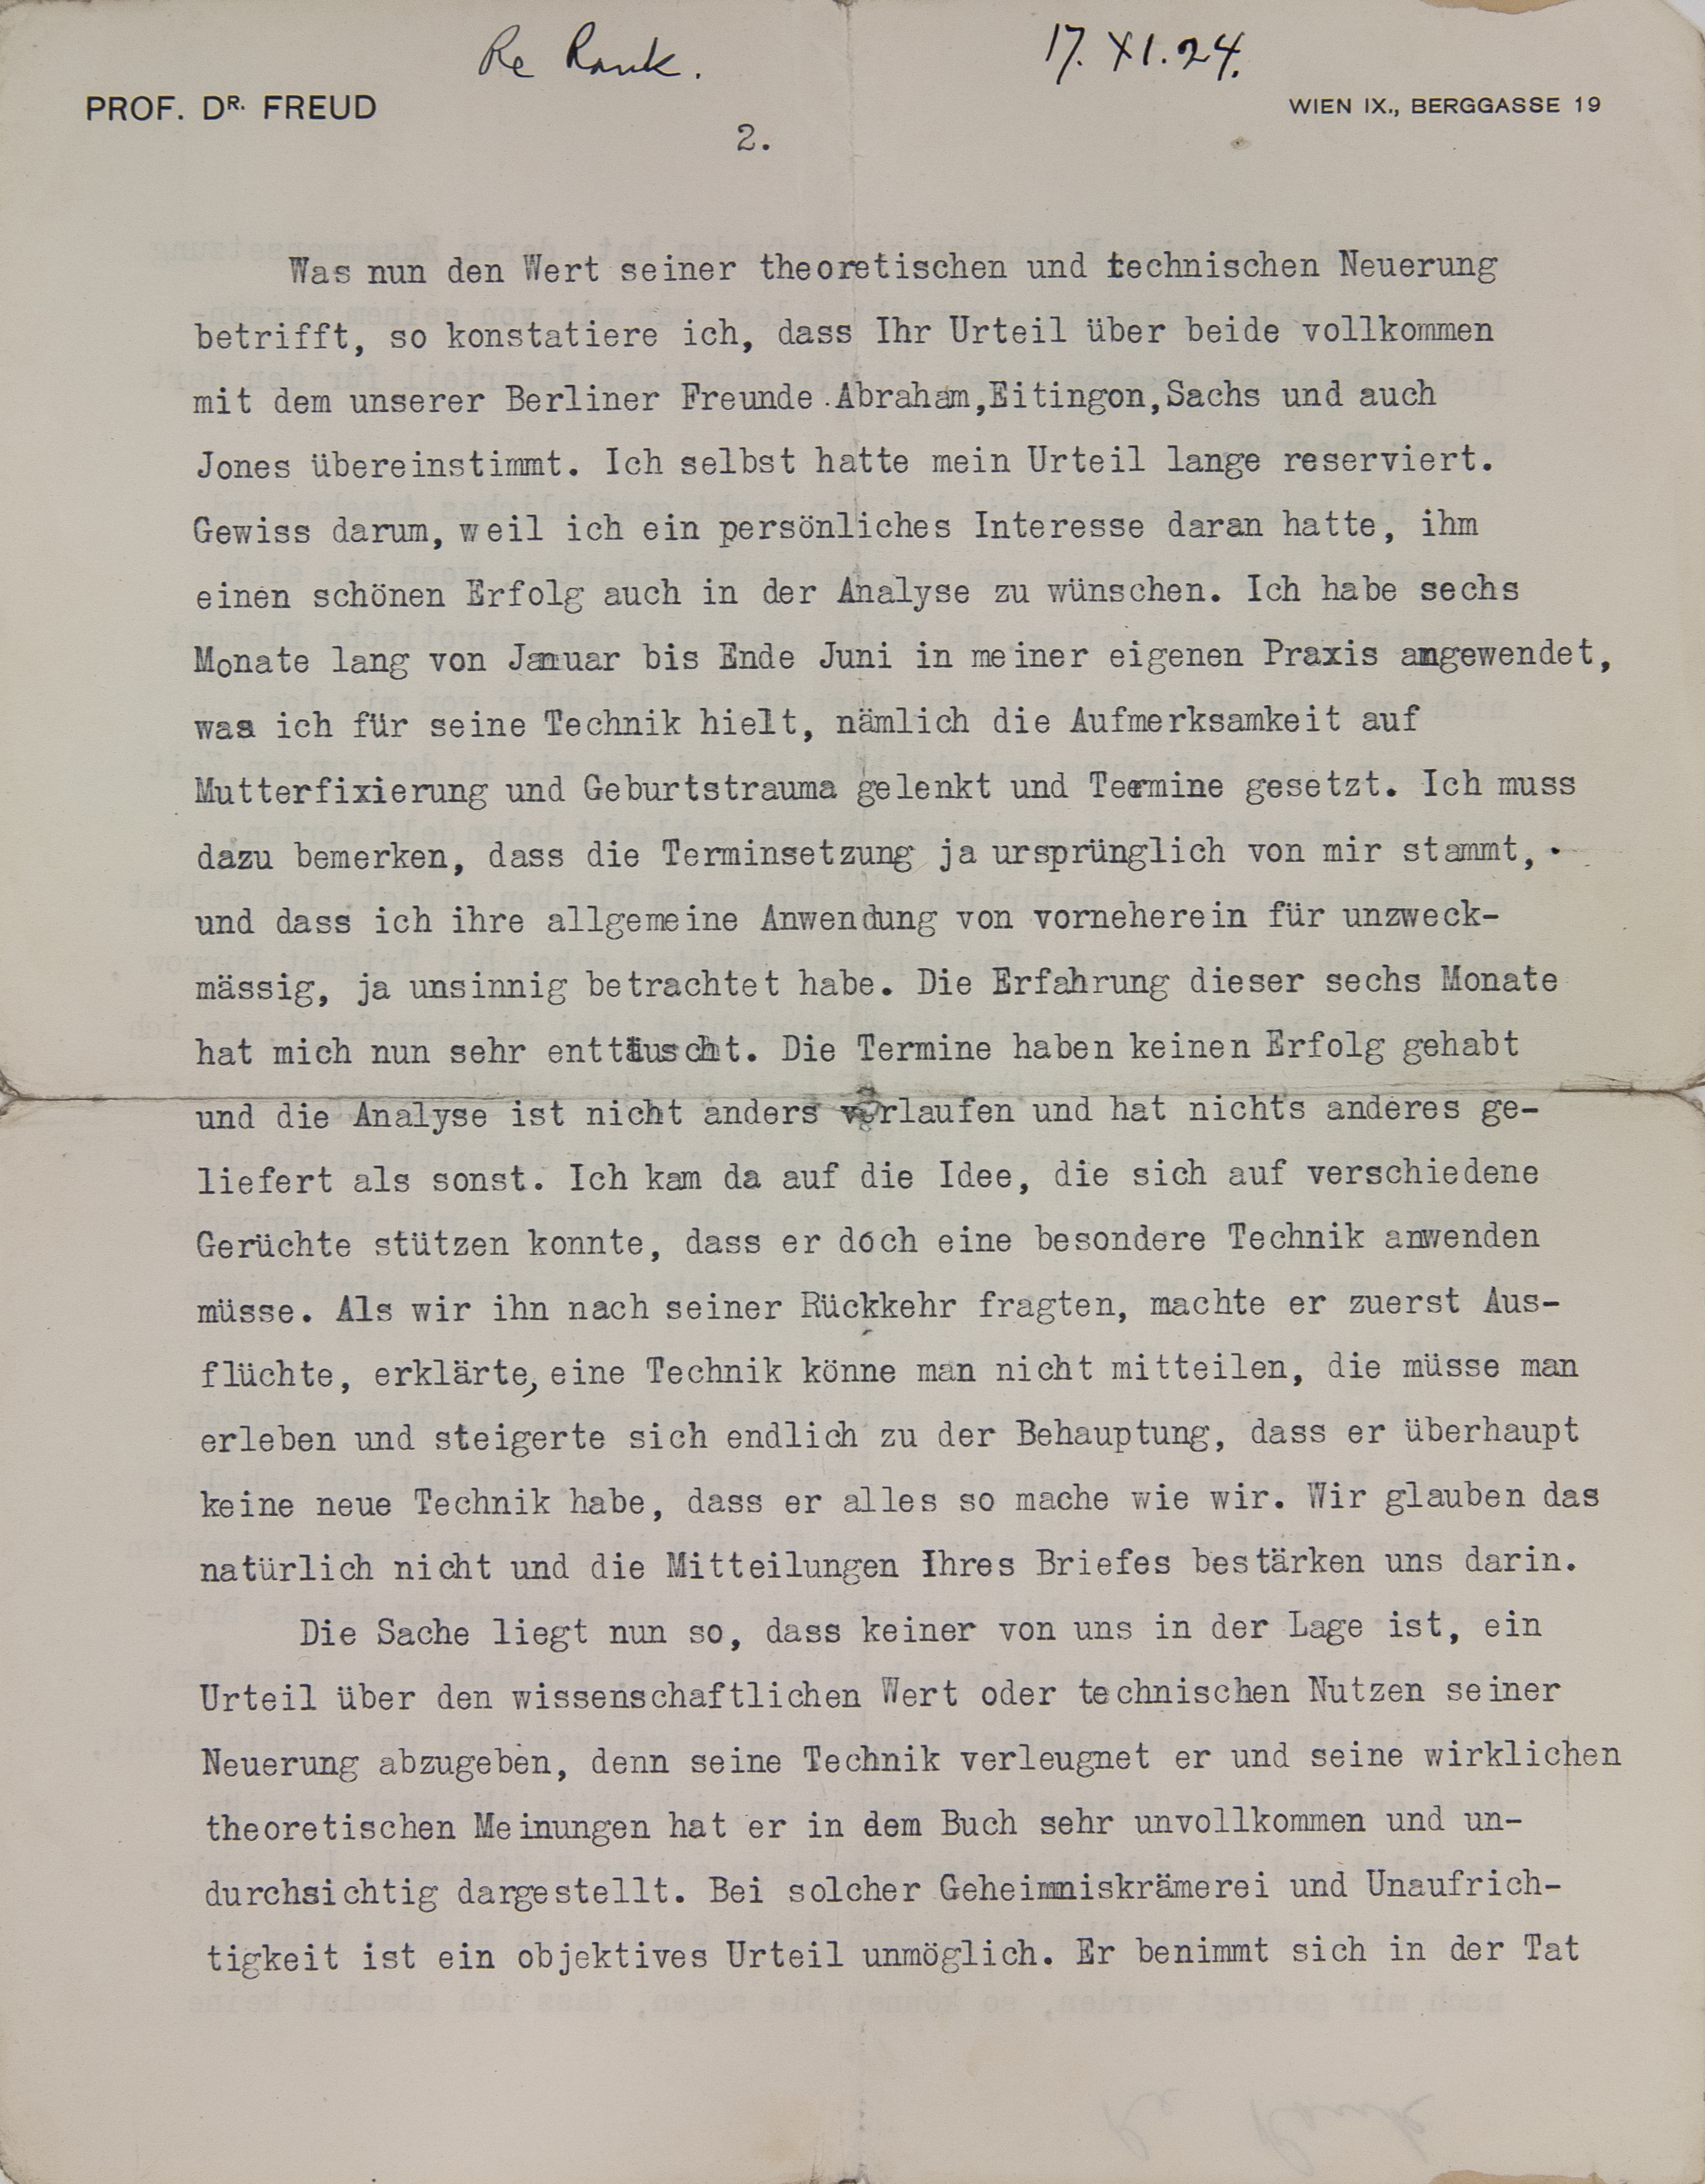 Re Rank. 17. XI. 24.
PROF. DR. FREUD WIEN IX., BERGGASSE 19
2.
Was nun den Wert seiner theoretischen und technischen Neuerung
betrifft, so konstatiere ich, dass Ihr Urteil über beide vollkommen
mit dem unserer Berliner Freunde Abraham,Eitingon,Sachs und auch
Jones übereinstimmt. Ich selbst hatte mein Urteil lange reserviert.
Gewiss darum, weil ich ein persönliches Interesse daran hatte, ihm
einen schönen Erfolg auch in der Analyse zu wünschen. Ich habe sechs
Monate lang von Januar bis Ende Juni in meiner eigenen Praxis angewendet,
was ich für seine Technik hielt, nämlich die Aufmerksamkeit auf
Mutterfixierung und Geburtstrauma gelenkt und Termine gesetzt. Ich muss
dazu bemerken, dass die Terminsetzung ja ursprünglich von mir stammt,
und dass ich ihre allgemeine Anwendung von vorneherein für unzweck-
mässig, ja unsinnig betrachtet habe. Die Erfahrung dieser sechs Monate
hat mich nun sehr enttäuscht. Die Termine haben keinen Erfolg gehabt
und die Analyse ist nicht anders verlaufen und hat nichts anderes ge-
liefert als sonst. Ich kam da auf die Idee, die sich auf verschiedene
Gerüchte stützen konnte, dass er doch eine besondere Technik anwenden
müsse. Als wir ihn nach seiner Rückkehr fragten, machte er zuerst Aus-
flüchte, erklärte, eine Technik könne man nicht mitteilen, die müsse man
erleben und steigerte sich endlich zu der Behauptung, dass er überhaupt
keine neue Technik habe, dass er alles so mache wie wir. Wir glauben das
natürlich nicht und die Mitteilungen Ihres Briefes bestärken uns darin.
Die Sache liegt nun so, dass keiner von uns in der Lage ist, ein
Urteil über den wissenschaftlichen Wert oder technischen Nutzen seiner
Neuerung abzugeben, denn seine Technik verleugnet er und seine wirklichen
theoretischen Meinungen hat er in dem Buch sehr unvollkommen und un-
durchsichtig dargestellt. Bei solcher Geheimniskrämerei und Unaufrich-
tigkeit ist ein objektives Urteil unmöglich. Er benimmt sich in der Tat